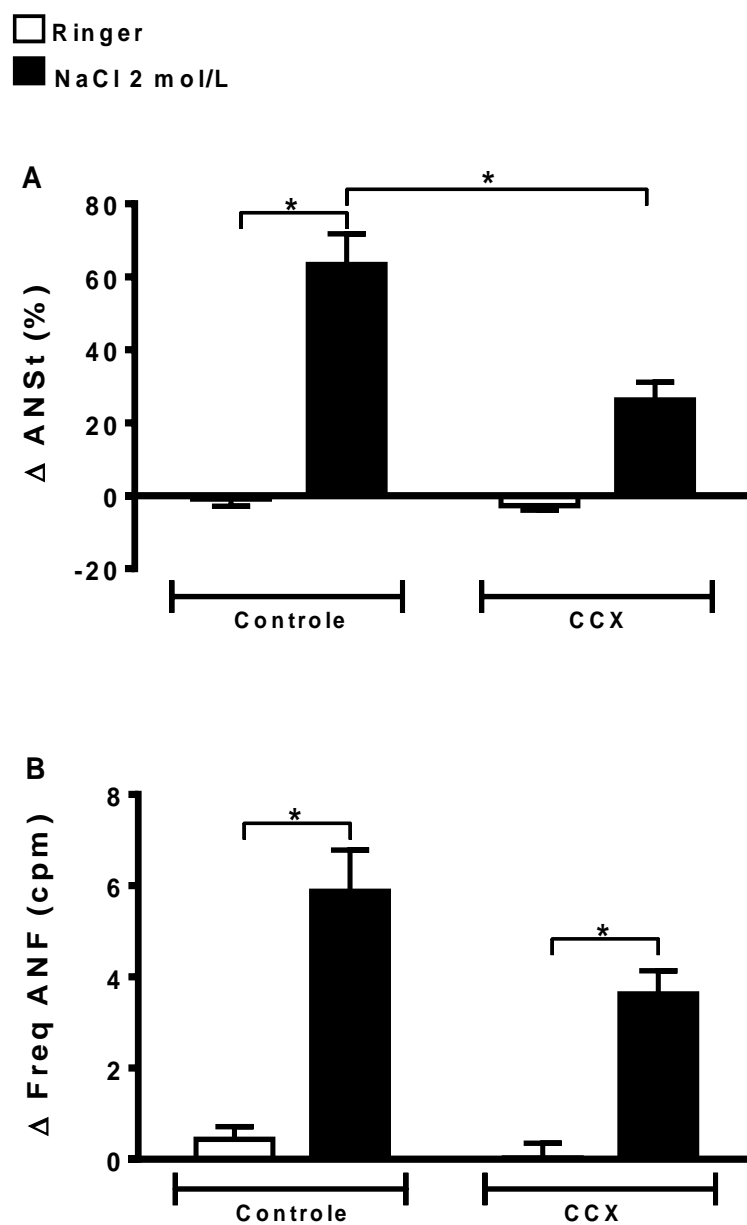 Ringer
NaCl 2 mol/L
A
*
*
80
60
40
20
0
-20
Δ ANSt (%)
Controle
CCX
B
*
*
8
6
4
2
0
Δ Freq ANF (cpm)
Controle
CCX